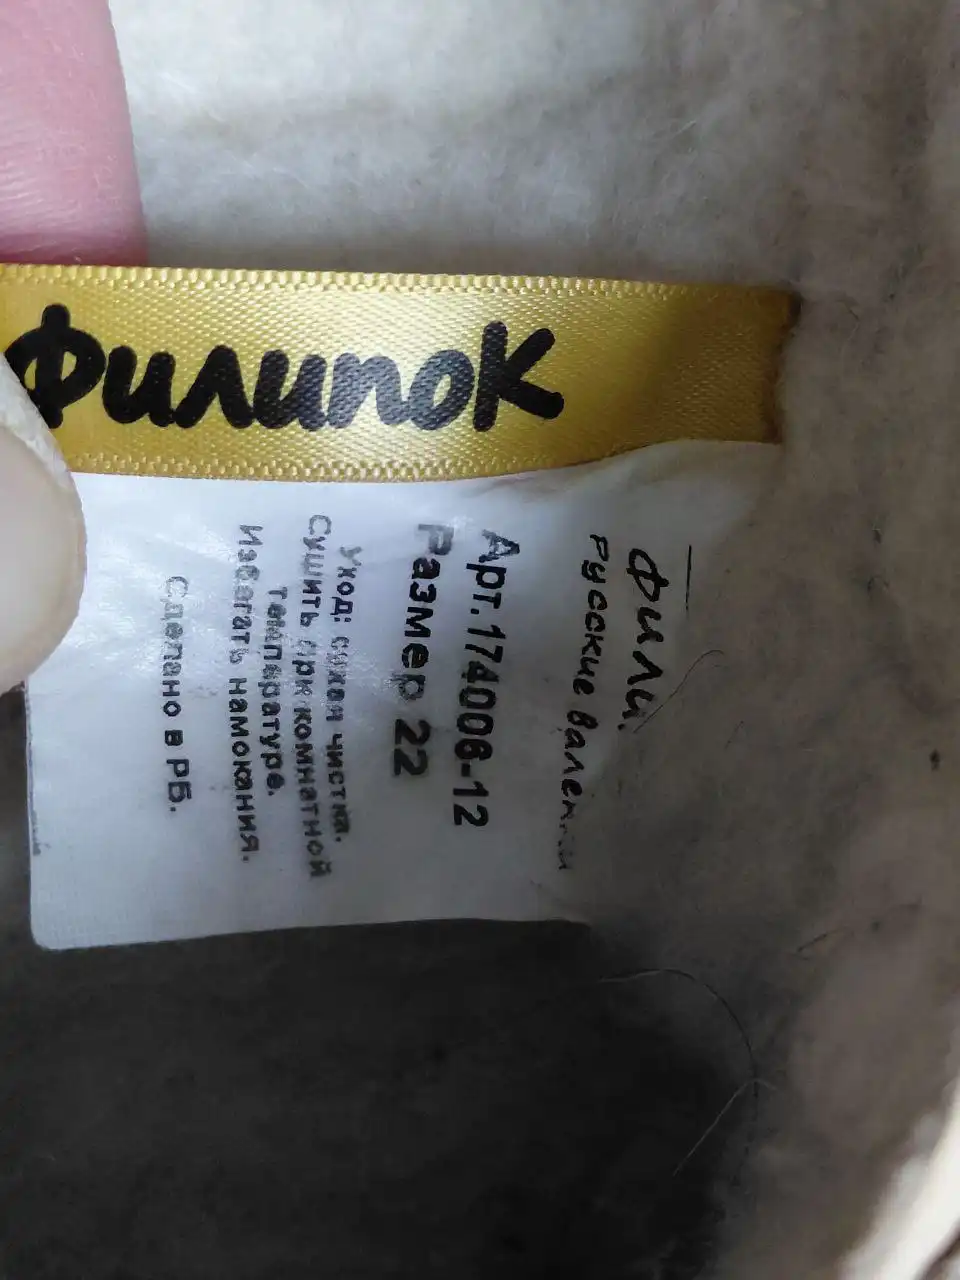 Филипок
Фили
Русские валенки
Арт.174006-12
Размер 22
Уход: сухая чистка.
Сушить при комнатной
температуре.
Избегать намокания.
Сделано в РБ.